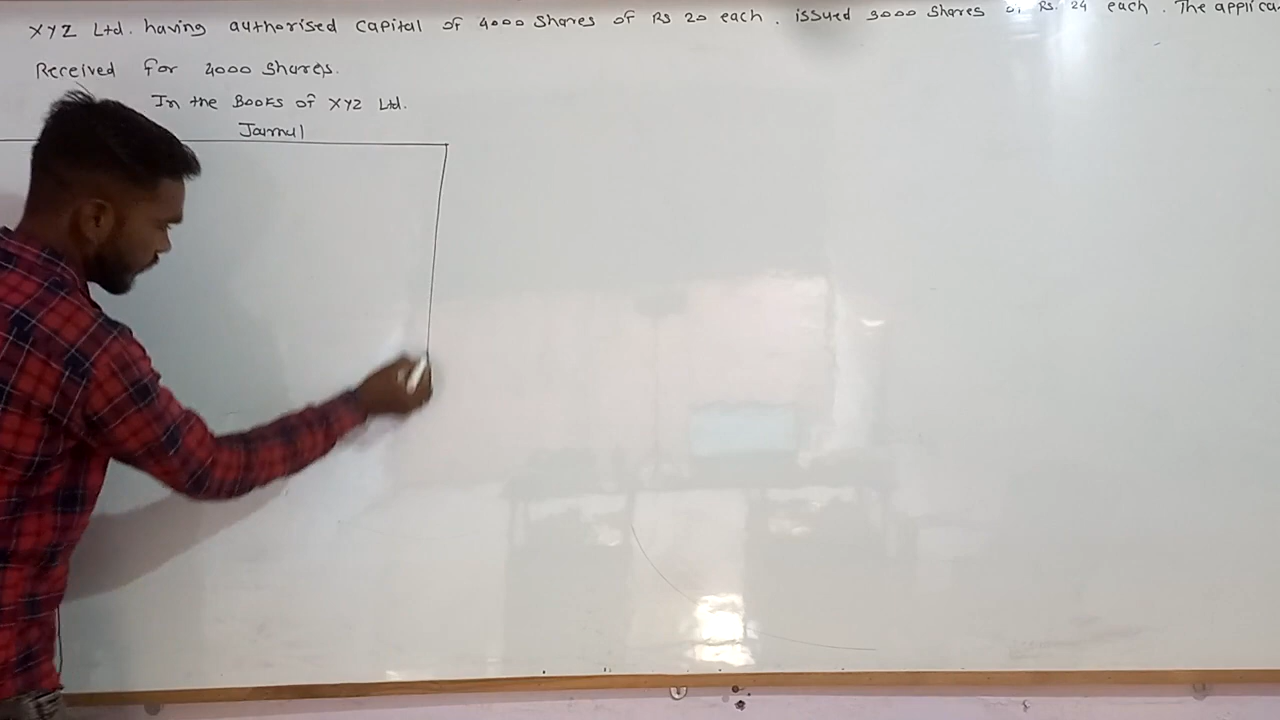 XYZ Ltd. having authorised capital of 4000 Shares of Rs 20 each. issued 3000 Shares of Rs. 24 each. The applica
Received for 4000 Shares.
In the Books of XYZ Ltd.
Journal